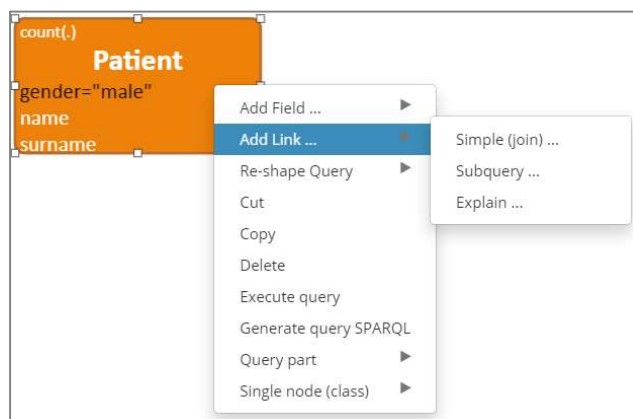 count(.)
Patient
gender="male"
name
surname
Add Field ...
Add Link ...
Re-shape Query
Cut
Copy
Delete
Execute query
Generate query SPARQL
Query part
Single node (class)
Simple (join) ...
Subquery ...
Explain ...